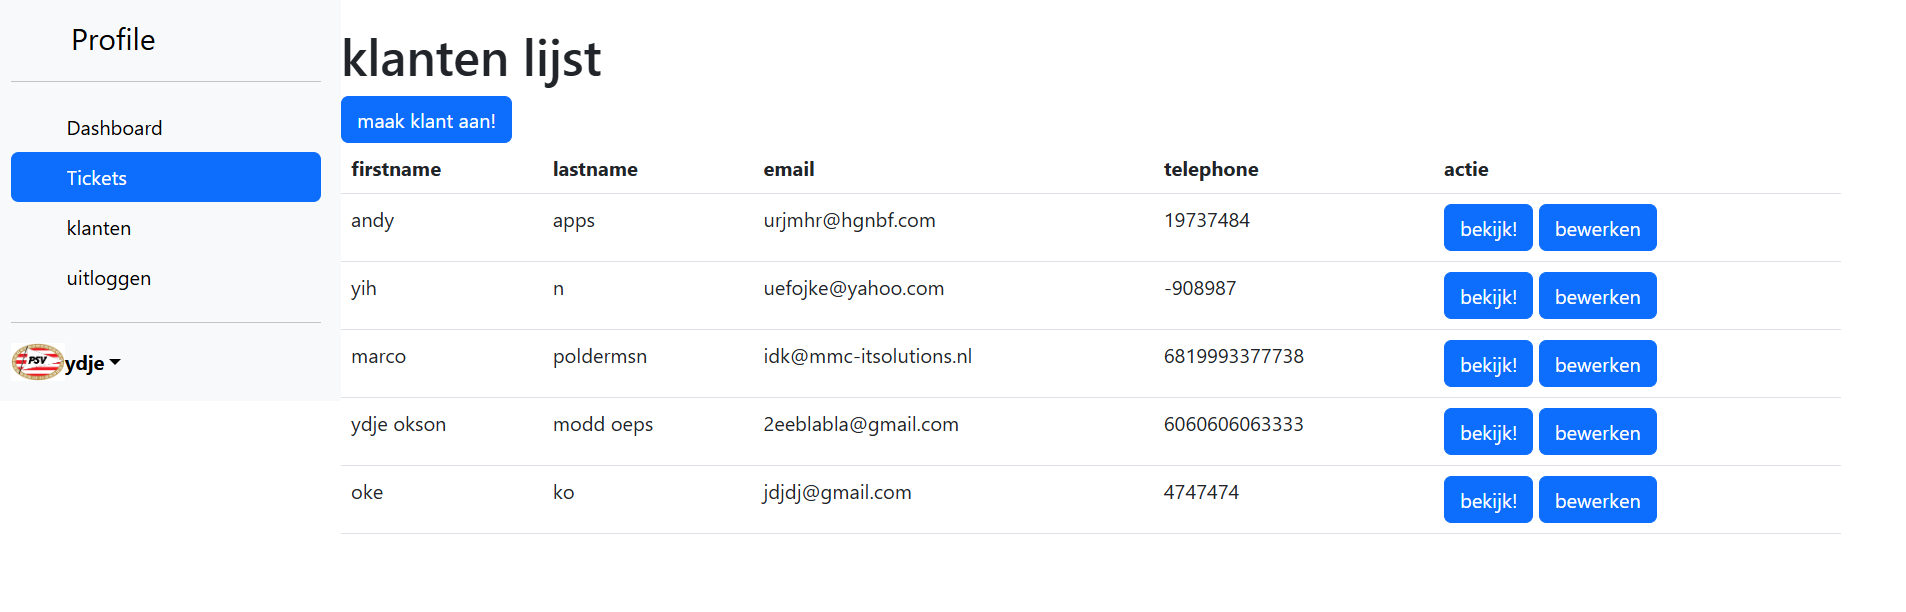 Profile
Dashboard
Tickets
klanten
uitloggen
PSV ydje
klanten lijst
maak klant aan!
firstname lastname email telephone actie
andy apps urjmhr@hgnbf.com 19737484 bekijk! bewerken
yih n uefojke@yahoo.com -908987 bekijk! bewerken
marco poldermsn idk@mmc-itsolutions.nl 6819993377738 bekijk! bewerken
ydje okson modd oeps 2eeblabla@gmail.com 6060606063333 bekijk! bewerken
oke ko jdjdj@gmail.com 4747474 bekijk! bewerken